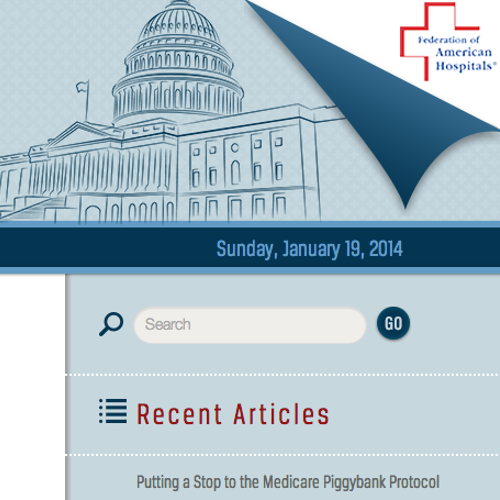 Federation of
American
Hospitals®
Sunday, January 19, 2014
Search
GO
Recent Articles
Putting a Stop to the Medicare Piggybank Protocol